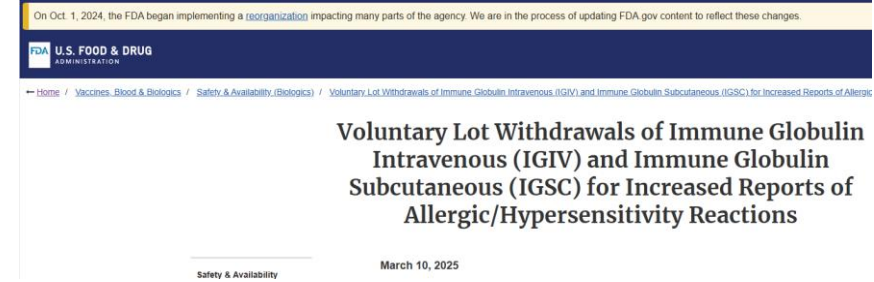 On Oct. 1, 2024, the FDA began implementing a reorganization impacting many parts of the agency. We are in the process of updating FDA.gov content to reflect these changes.
FDA U.S. FOOD & DRUG
ADMINISTRATION
← Home / Vaccines, Blood & Biologics / Safety & Availability (Biologics) / Voluntary Lot Withdrawals of Immune Globulin Intravenous (IGIV) and Immune Globulin Subcutaneous (IGSC) for Increased Reports of Allergic
Voluntary Lot Withdrawals of Immune Globulin
Intravenous (IGIV) and Immune Globulin
Subcutaneous (IGSC) for Increased Reports of
Allergic/Hypersensitivity Reactions
March 10, 2025
Safety & Availability